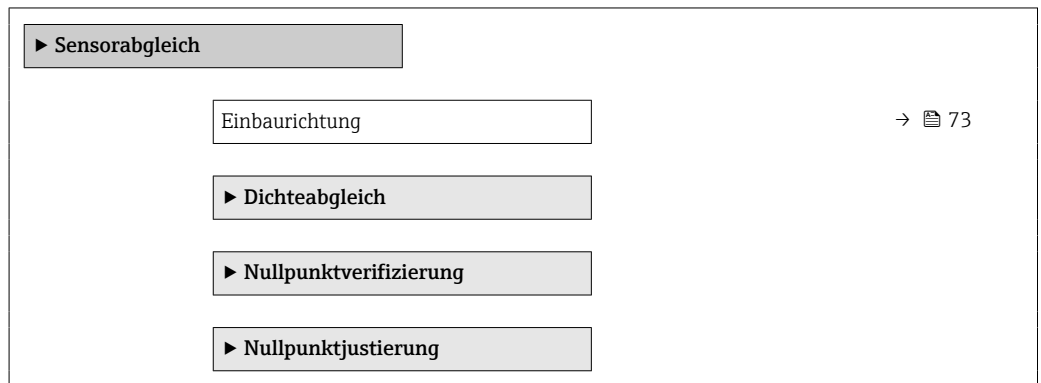 ▶ Sensorabgleich
Einbaurichtung → 73
▶ Dichteabgleich
▶ Nullpunktverifizierung
▶ Nullpunktjustierung